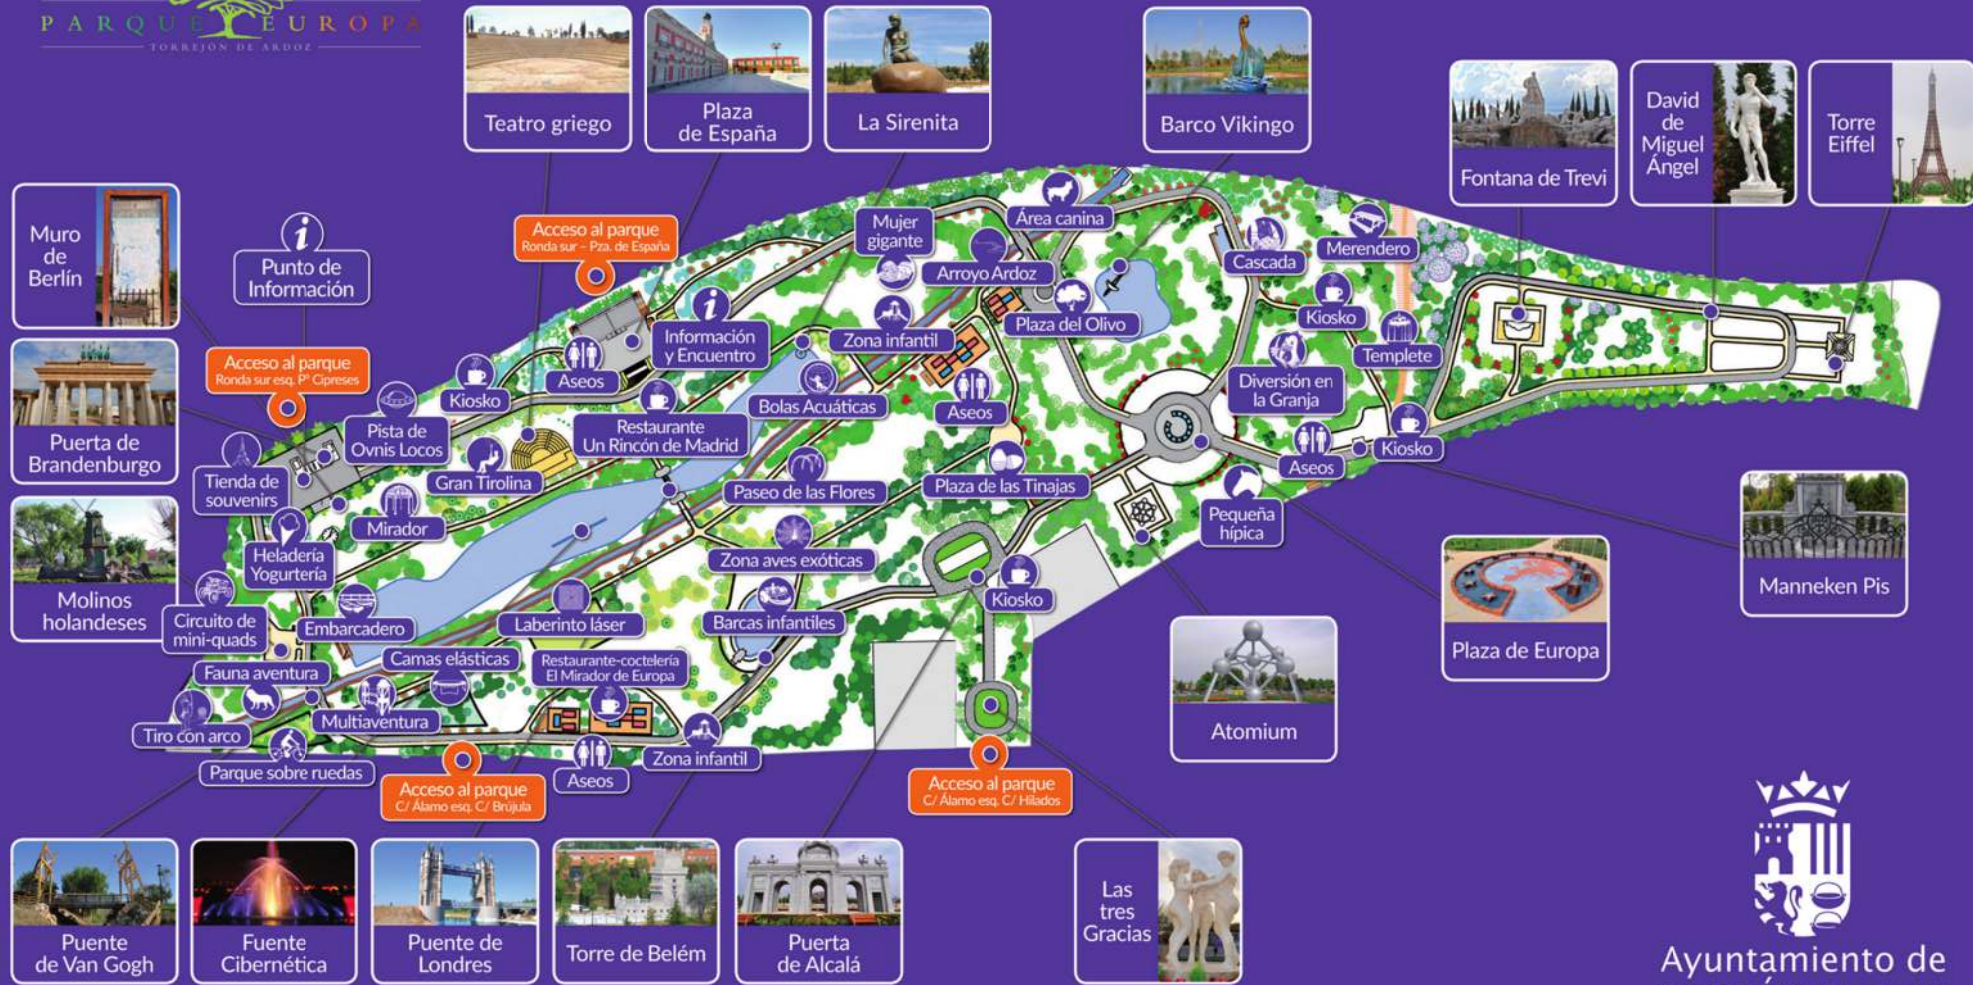 PARQUE EUROPA
TORREJÓN DE ARDOZ
Teatro griego
Plaza
de España
La Sirenita
Barco Vikingo
Fontana de Trevi
David
de
Miguel
Ángel
Torre
Eiffel
Muro
de
Berlín
Punto de
Información
Acceso al parque
Ronda sur – Pza. de España
Mujer
gigante
Área canina
Arroyo Ardoz
Cascada
Merendero
Kiosko
Plaza del Olivo
Templete
Información
y Encuentro
Zona infantil
Puerta de
Brandenburgo
Acceso al parque
Ronda sur esq. Pº Cipreses
Kiosko
Aseos
Bolas Acuáticas
Aseos
Diversión en
la Granja
Pista de
Ovnis Locos
Restaurante
Un Rincón de Madrid
Kiosko
Aseos
Tienda de
souvenirs
Gran Tirolina
Paseo de las Flores
Plaza de las Tinajas
Mirador
Pequeña
hípica
Heladería
Yogurtería
Zona aves exóticas
Manneken Pis
Molinos
holandeses
Circuito de
mini-quads
Embarcadero
Laberinto láser
Barcas infantiles
Kiosko
Plaza de Europa
Fauna aventura
Camas elásticas
Restaurante-coctelería
El Mirador de Europa
Atomium
Tiro con arco
Multiaventura
Zona infantil
Parque sobre ruedas
Aseos
Acceso al parque
C/ Álamo esq. C/ Brújula
Acceso al parque
C/ Álamo esq. C/ Hilados
Puente
de Van Gogh
Fuente
Cibernética
Puente de
Londres
Torre de Belém
Puerta
de Alcalá
Las
tres
Gracias
Ayuntamiento de